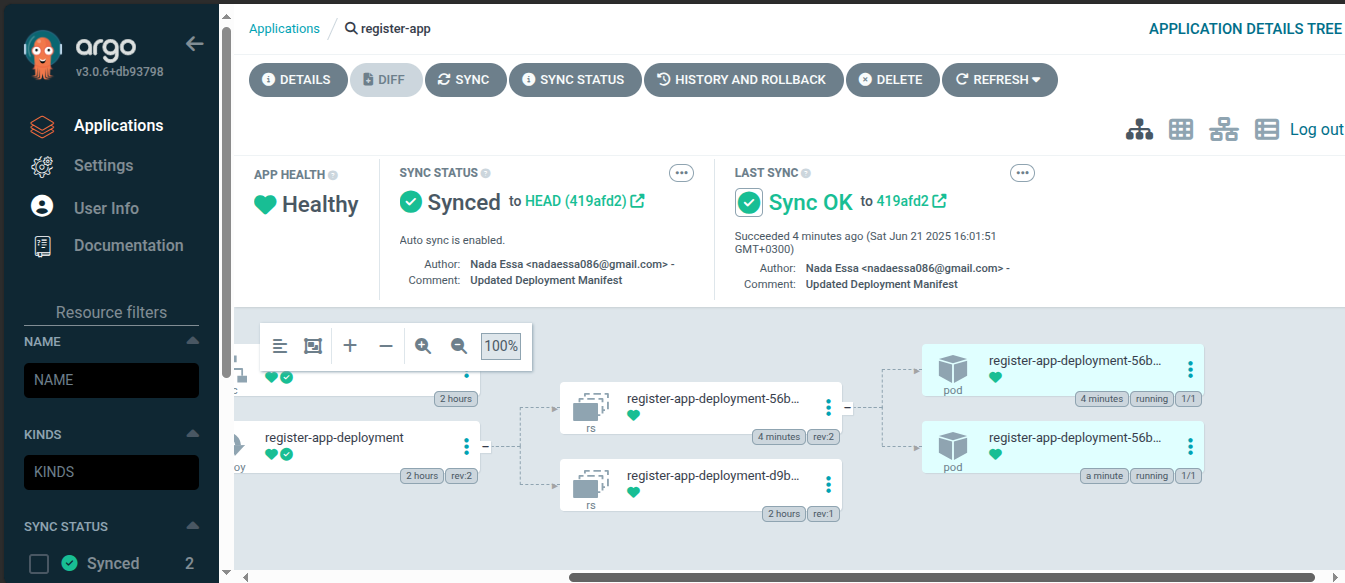 argo
v3.0.6+db93798
Applications
Settings
User Info
Documentation
Resource filters
NAME
NAME
KINDS
KINDS
SYNC STATUS
Synced 2
Applications / register-app
APPLICATION DETAILS TREE
DETAILS DIFF SYNC SYNC STATUS HISTORY AND ROLLBACK DELETE REFRESH
Log out
APP HEALTH
Healthy
SYNC STATUS
Synced to HEAD (419afd2)
Auto sync is enabled.
Author: Nada Essa <nadaessa086@gmail.com> -
Comment: Updated Deployment Manifest
LAST SYNC
Sync OK to 419afd2
Succeeded 4 minutes ago (Sat Jun 21 2025 16:01:51
GMT+0300)
Author: Nada Essa <nadaessa086@gmail.com> -
Comment: Updated Deployment Manifest
100%
c
2 hours
register-app-deployment
oy
2 hours rev:2
register-app-deployment-56b...
rs
4 minutes rev:2
register-app-deployment-d9b...
rs
2 hours rev:1
register-app-deployment-56b...
pod
4 minutes running 1/1
register-app-deployment-56b...
pod
a minute running 1/1